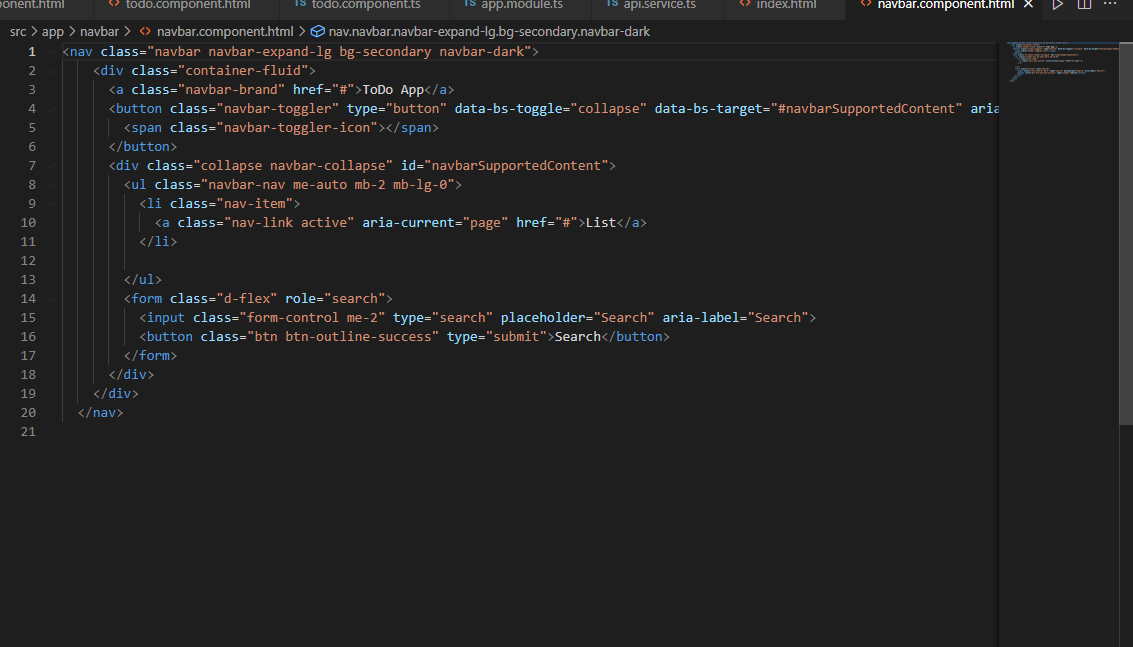 ponent.html todo.component.html TS todo.component.ts TS app.module.ts TS api.service.ts index.html navbar.component.html
src > app > navbar > navbar.component.html > nav.navbar.navbar-expand-lg.bg-secondary.navbar-dark
1 <nav class="navbar navbar-expand-lg bg-secondary navbar-dark">
2 <div class="container-fluid">
3 <a class="navbar-brand" href="#">ToDo App</a>
4 <button class="navbar-toggler" type="button" data-bs-toggle="collapse" data-bs-target="#navbarSupportedContent" aria
5 <span class="navbar-toggler-icon"></span>
6 </button>
7 <div class="collapse navbar-collapse" id="navbarSupportedContent">
8 <ul class="navbar-nav me-auto mb-2 mb-lg-0">
9 <li class="nav-item">
10 <a class="nav-link active" aria-current="page" href="#">List</a>
11 </li>
12
13 </ul>
14 <form class="d-flex" role="search">
15 <input class="form-control me-2" type="search" placeholder="Search" aria-label="Search">
16 <button class="btn btn-outline-success" type="submit">Search</button>
17 </form>
18 </div>
19 </div>
20 </nav>
21